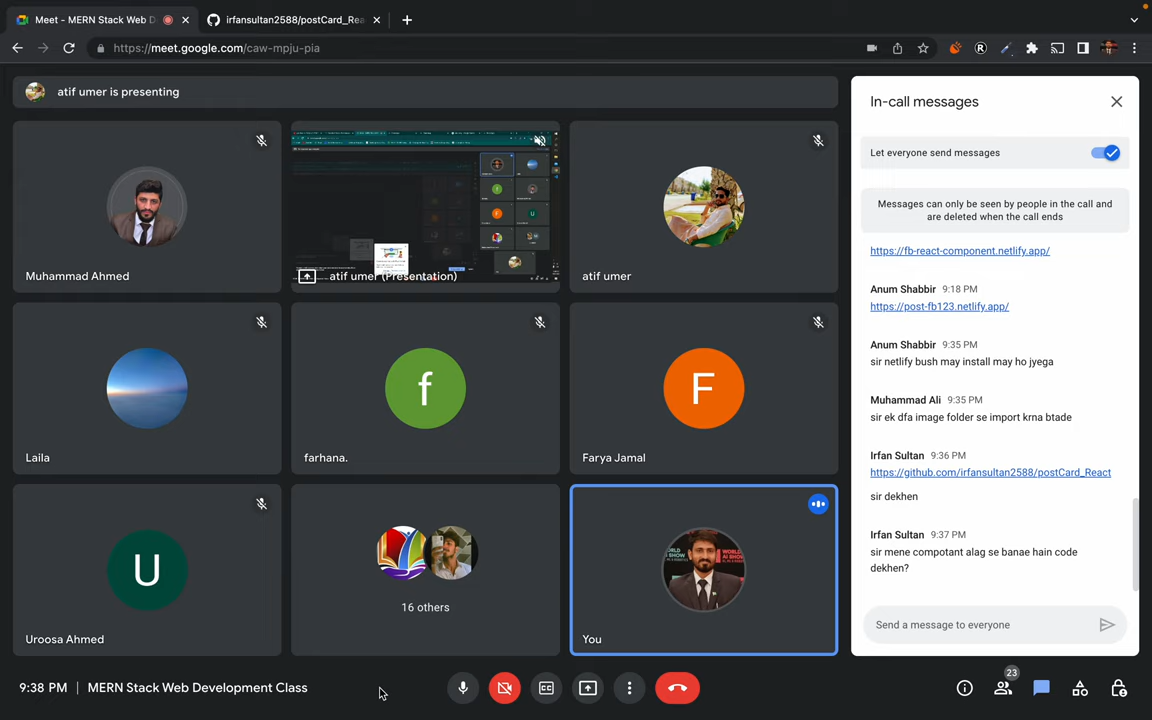 Meet - MERN Stack Web D
irfansultan2588/postCard_Rea
https://meet.google.com/caw-mpju-pia
atif umer is presenting
Muhammad Ahmed
atif umer (Presentation)
atif umer
Laila
f
farhana.
F
Farya Jamal
U
Uroosa Ahmed
16 others
WORLD AI SHOW
You
In-call messages
Let everyone send messages
Messages can only be seen by people in the call and
are deleted when the call ends
https://fb-react-component.netlify.app/
Anum Shabbir 9:18 PM
https://post-fb123.netlify.app/
Anum Shabbir 9:35 PM
sir netlify bush may install may ho jyega
Muhammad Ali 9:35 PM
sir ek dfa image folder se import krna btade
Irfan Sultan 9:36 PM
https://github.com/irfansultan2588/postCard_React
sir dekhen
Irfan Sultan 9:37 PM
sir mene compotant alag se banae hain code
dekhen?
Send a message to everyone
9:38 PM | MERN Stack Web Development Class
23